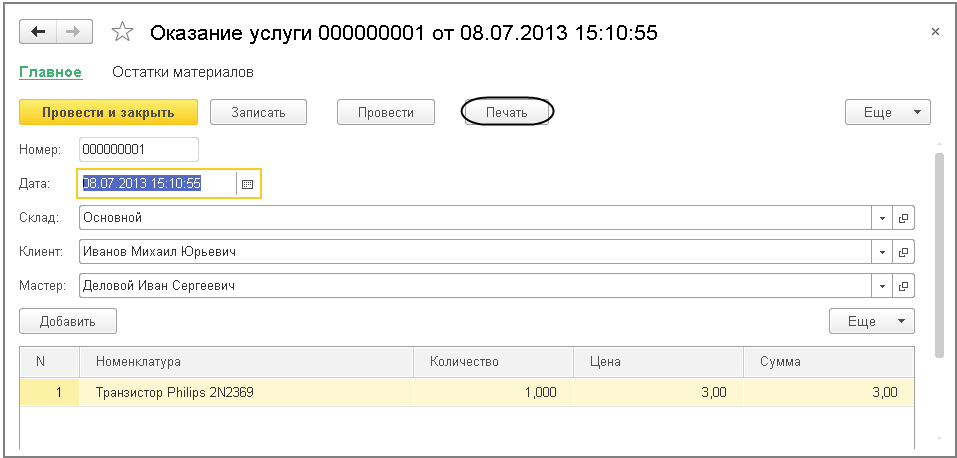 Оказание услуги 000000001 от 08.07.2013 15:10:55
Главное Остатки материалов
Провести и закрыть Записать Провести Печать Еще
Номер: 000000001
Дата: 08.07.2013 15:10:55
Склад: Основной
Клиент: Иванов Михаил Юрьевич
Мастер: Деловой Иван Сергеевич
Добавить Еще
N Номенклатура Количество Цена Сумма
1 Транзистор Philips 2N2369 1,000 3,00 3,00